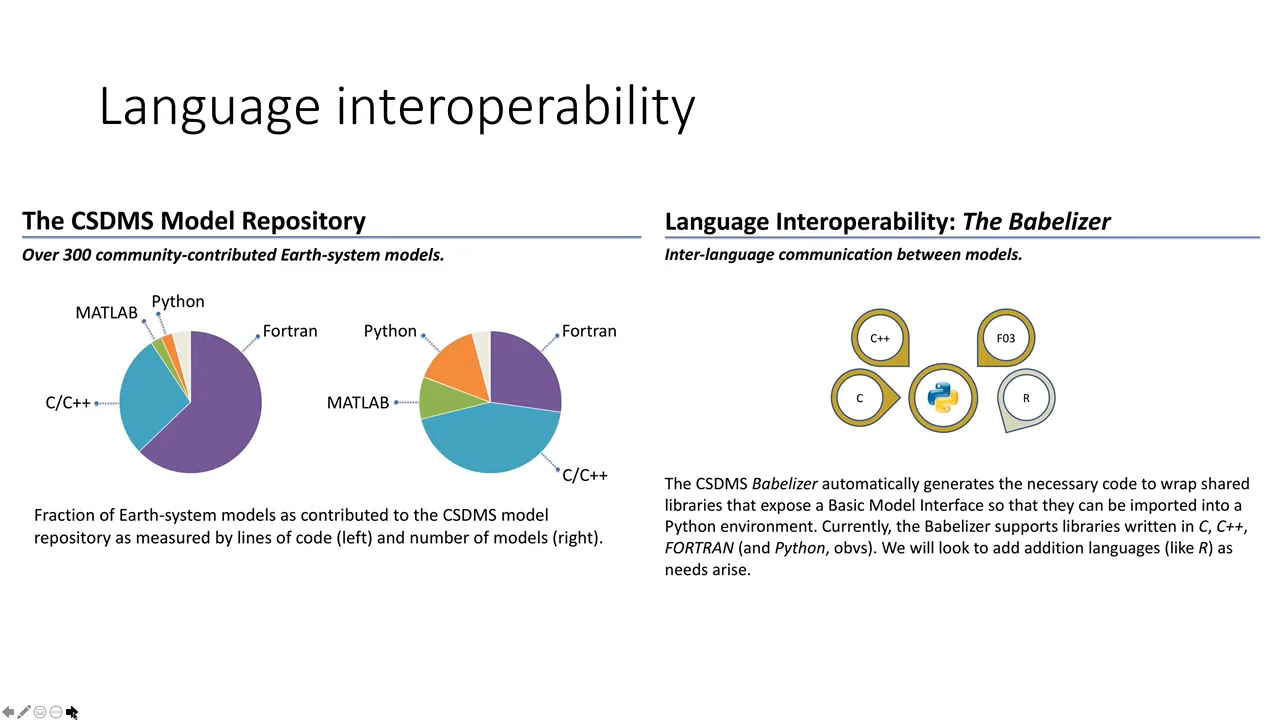 Language interoperability
The CSDMS Model Repository
Over 300 community-contributed Earth-system models.
Python
MATLAB
Fortran
C/C++
Python
Fortran
MATLAB
C/C++
Fraction of Earth-system models as contributed to the CSDMS model
repository as measured by lines of code (left) and number of models (right).
Language Interoperability: The Babelizer
Inter-language communication between models.
C++
F03
C
R
The CSDMS Babelizer automatically generates the necessary code to wrap shared
libraries that expose a Basic Model Interface so that they can be imported into a
Python environment. Currently, the Babelizer supports libraries written in C, C++,
FORTRAN (and Python, obvs). We will look to add addition languages (like R) as
needs arise.